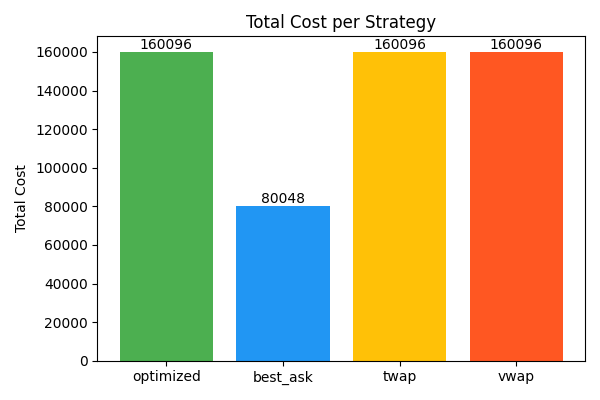 Total Cost per Strategy
Total Cost
160000
140000
120000
100000
80000
60000
40000
20000
0
160096
80048
160096
160096
optimized
best_ask
twap
vwap